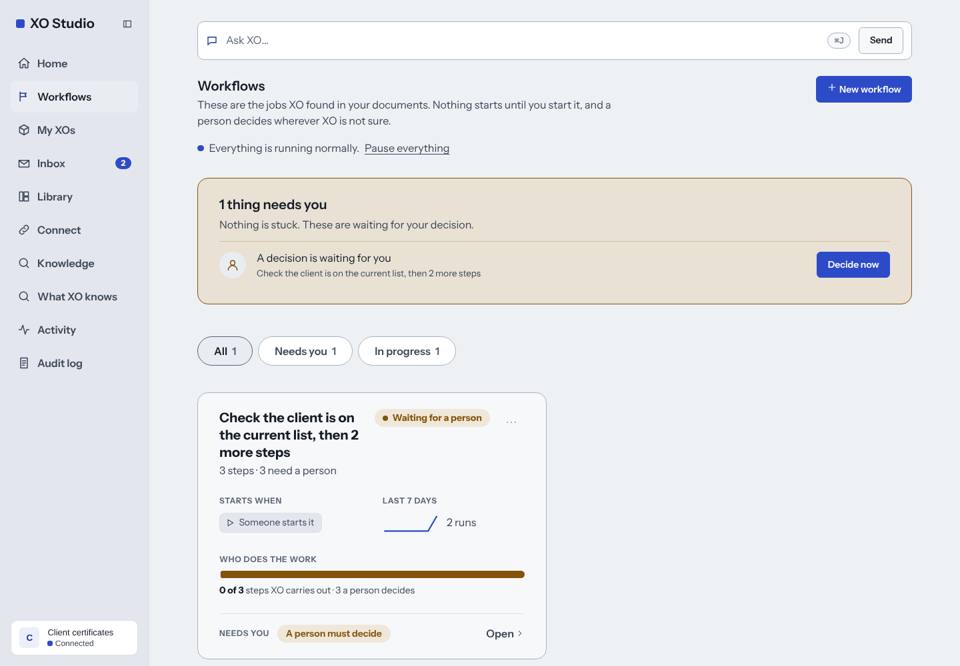 XO Studio
Home
Workflows
My XOs
Inbox 2
Library
Connect
Knowledge
What XO knows
Activity
Audit log
C
Client certificates
Connected
Ask XO...
⌘J
Send
Workflows
These are the jobs XO found in your documents. Nothing starts until you start it, and a
person decides wherever XO is not sure.
+ New workflow
Everything is running normally. Pause everything
1 thing needs you
Nothing is stuck. These are waiting for your decision.
A decision is waiting for you
Check the client is on the current list, then 2 more steps
Decide now
All 1
Needs you 1
In progress 1
Check the client is on
the current list, then 2
more steps
Waiting for a person
...
3 steps · 3 need a person
STARTS WHEN
Someone starts it
LAST 7 DAYS
2 runs
WHO DOES THE WORK
0 of 3 steps XO carries out · 3 a person decides
NEEDS YOU A person must decide
Open